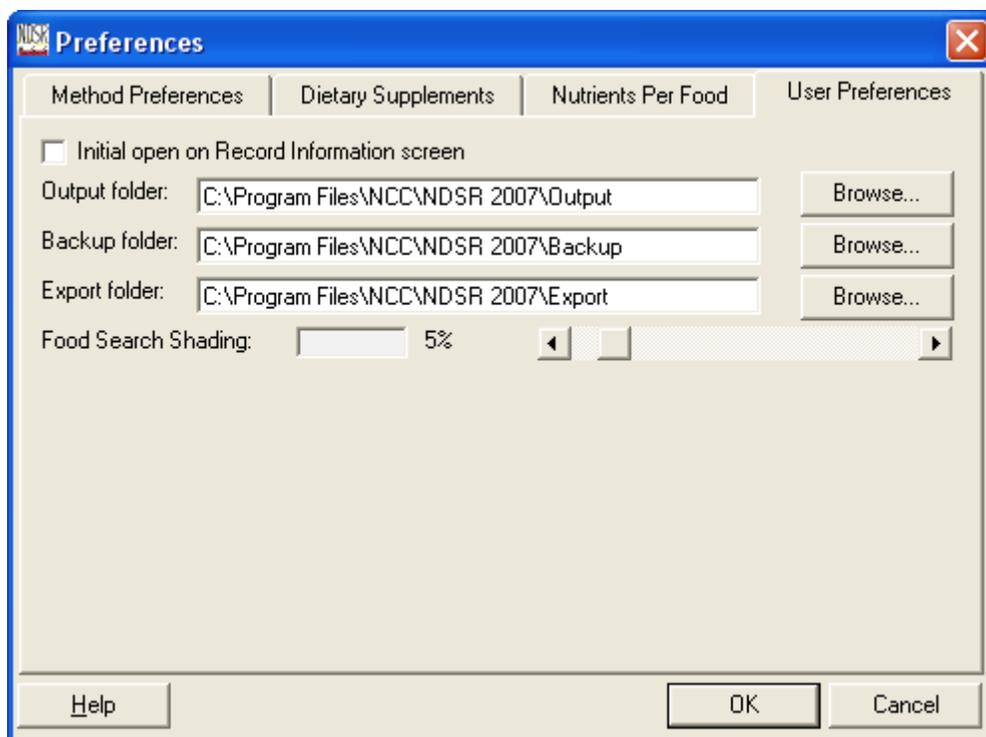 NDSR Preferences
Method Preferences Dietary Supplements Nutrients Per Food User Preferences
Initial open on Record Information screen
Output folder: C:\Program Files\NCC\NDSR 2007\Output Browse...
Backup folder: C:\Program Files\NCC\NDSR 2007\Backup Browse...
Export folder: C:\Program Files\NCC\NDSR 2007\Export Browse...
Food Search Shading: 5%
Help OK Cancel